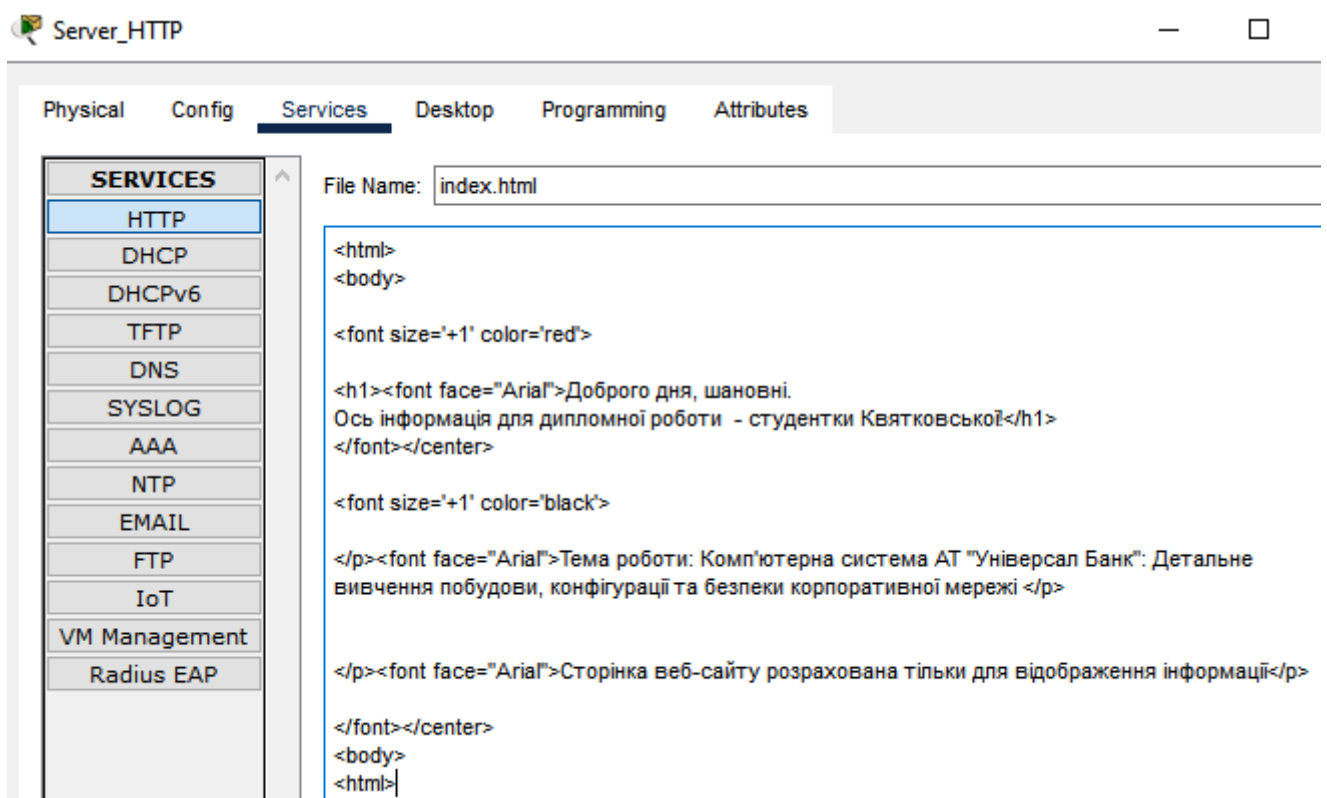 Server_HTTP
Physical Config Services Desktop Programming Attributes
SERVICES
HTTP
DHCP
DHCPv6
TFTP
DNS
SYSLOG
AAA
NTP
EMAIL
FTP
IoT
VM Management
Radius EAP
File Name: index.html
<html>
<body>
<font size='+1' color='red'>
<h1><font face="Arial">Доброго дня, шановні.
Ось інформація для дипломної роботи - студентки Квятковської!</h1>
</font></center>
<font size='+1' color='black'>
</p><font face="Arial">Тема роботи: Комп'ютерна система АТ "Універсал Банк": Детальне
вивчення побудови, конфігурації та безпеки корпоративної мережі </p>
</p><font face="Arial">Сторінка веб-сайту розрахована тільки для відображення інформації</p>
</font></center>
<body>
<html>